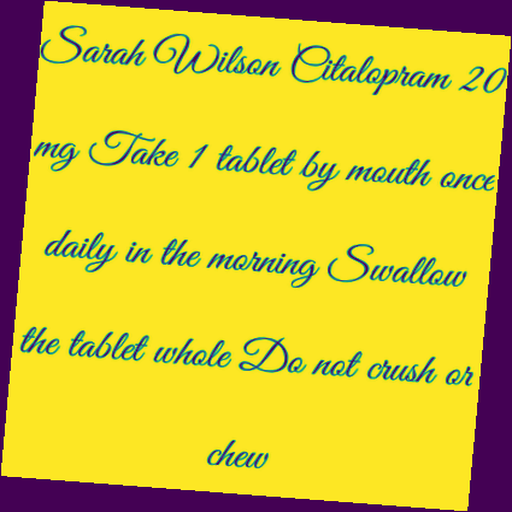 Sarah Wilson Citalopram 20
mg Take 1 tablet by mouth once
daily in the morning Swallow
the tablet whole Do not crush or
chew